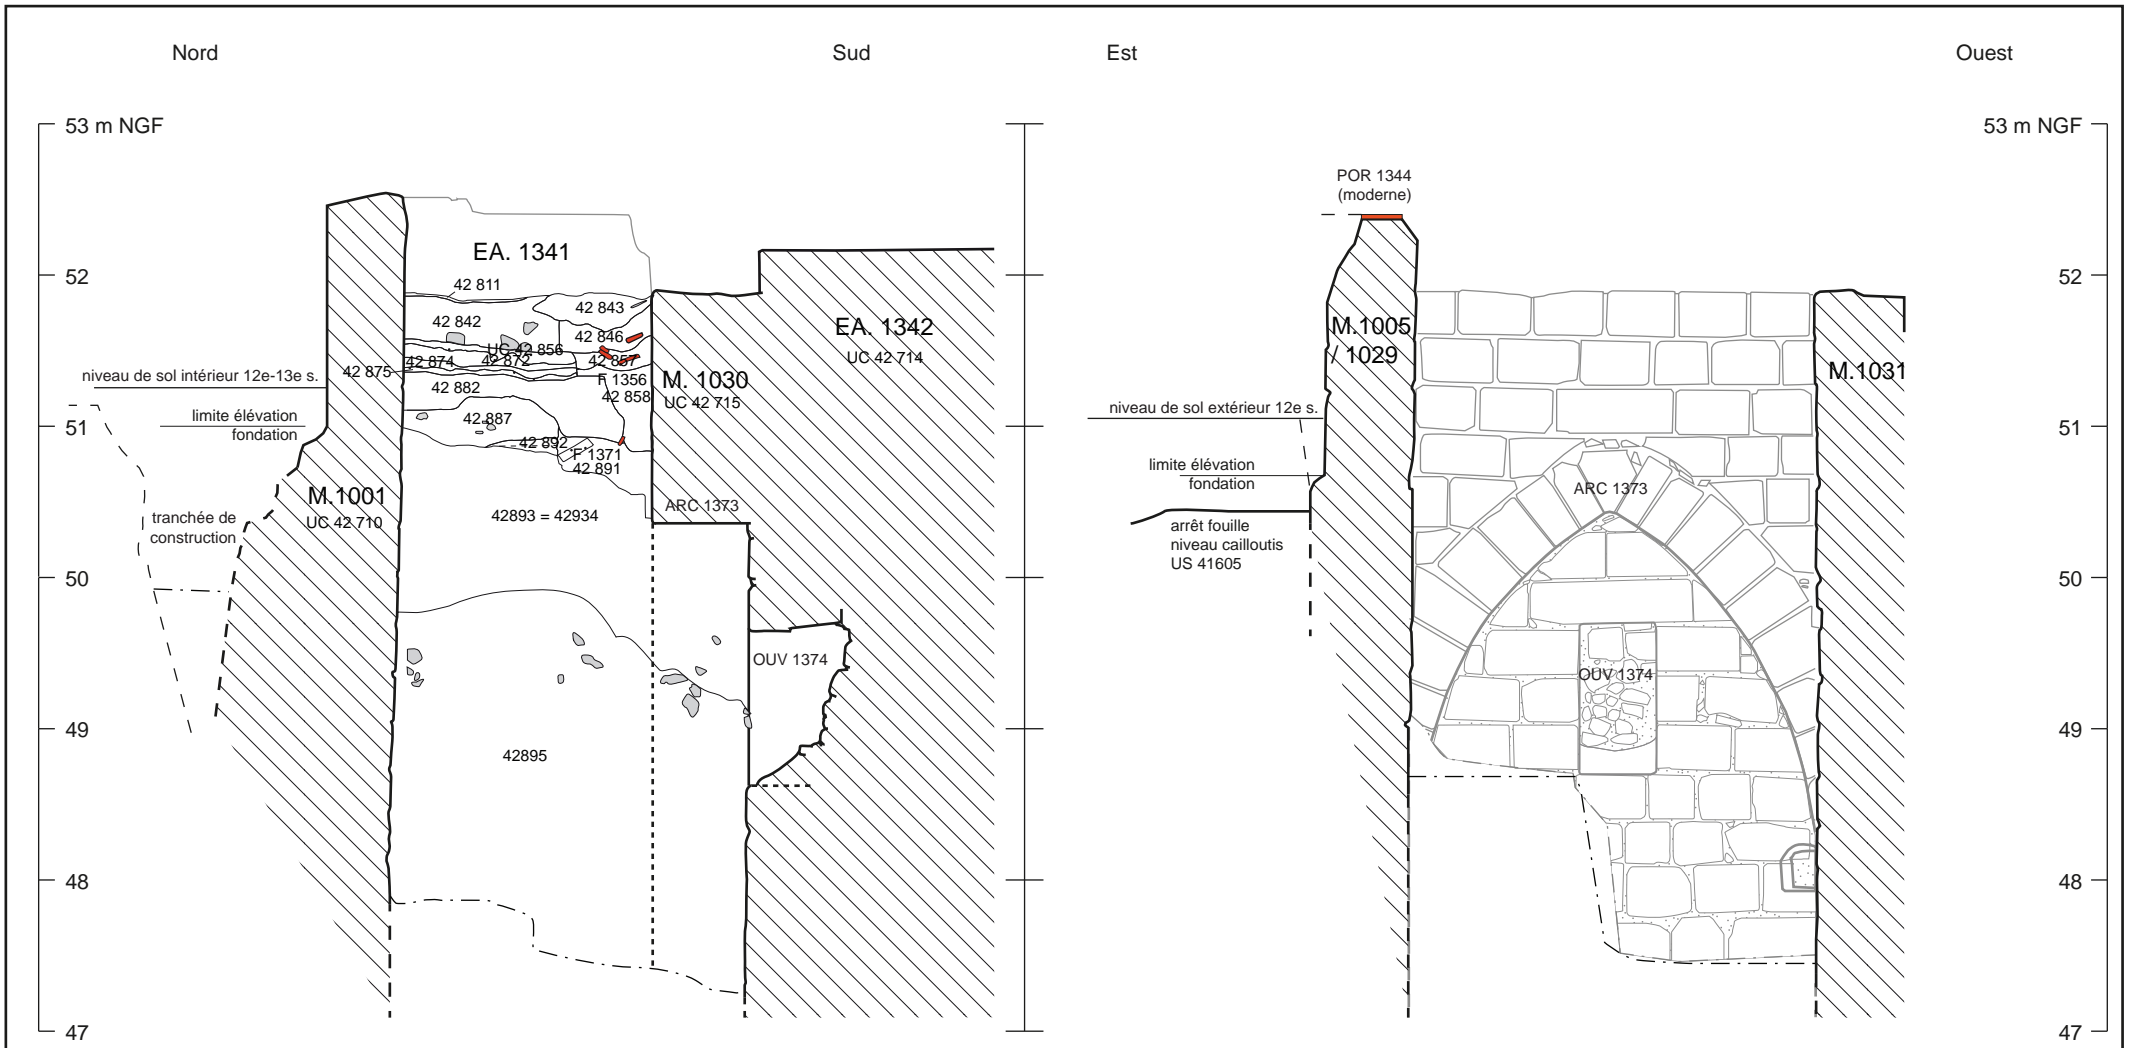 Nord
Sud
Est
Ouest
53 m NGF
53 m NGF
52
51
50
49
48
47
EA. 1341
42 811
42 843
42 842
42 846
UC 42 856
42 874
42 872
42 857
42 875
F 1356
42 882
42 858
niveau de sol intérieur 12e-13e s.
limite élévation
fondation
42 887
42 892
F 1371
42 891
M.1001
UC 42 710
tranchée de
construction
42893 = 42934
42895
M. 1030
UC 42 715
EA. 1342
UC 42 714
ARC 1373
OUV 1374
POR 1344
(moderne)
M.1005
/ 1029
M.1031
niveau de sol extérieur 12e s.
limite élévation
fondation
arrêt fouille
niveau cailloutis
US 41605
ARC 1373
OUV 1374
52
51
50
49
48
47